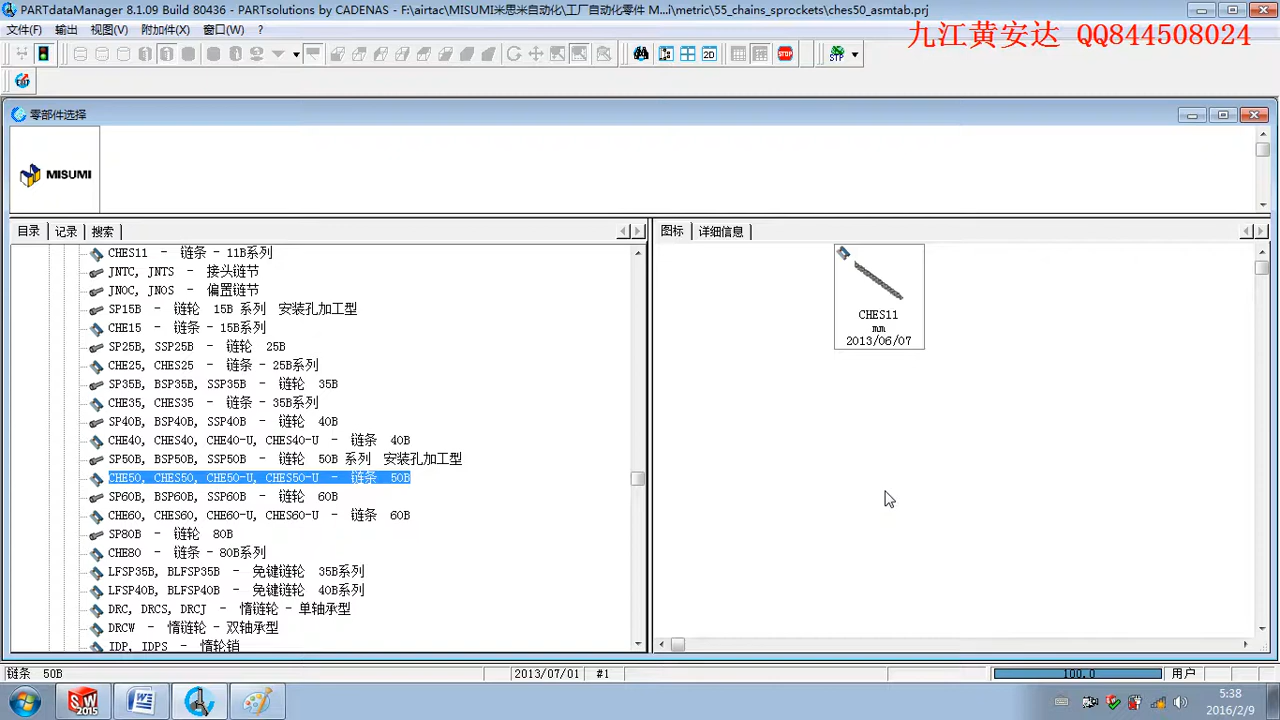 PARTdataManager 8.1.09 Build 80436 - PARTsolutions by CADENAS - F:\airtac\MISUMI米思米自动化\工厂自动化零件 M...i\metric\55_chains_sprockets\ches50_asmtab.prj
文件(F) 输出 视图(V) 附加件(X) 窗口(W) ?
九江黄安达 QQ844508024
2D
STOP
STP
零部件选择
MISUMI
目录 记录 搜索
图标 详细信息
CHES11 - 链条 - 11B系列
JNTC, JNTS - 接头链节
JNOC, JNOS - 偏置链节
SP15B - 链轮 15B 系列 安装孔加工型
CHE15 - 链条 - 15B系列
SP25B, SSP25B - 链轮 25B
CHE25, CHES25 - 链条 - 25B系列
SP35B, BSP35B, SSP35B - 链轮 35B
CHE35, CHES35 - 链条 - 35B系列
SP40B, BSP40B, SSP40B - 链轮 40B
CHE40, CHES40, CHE40-U, CHES40-U - 链条 40B
SP50B, BSP50B, SSP50B - 链轮 50B 系列 安装孔加工型
CHE50, CHES50, CHE50-U, CHES50-U - 链条 50B
SP60B, BSP60B, SSP60B - 链轮 60B
CHE60, CHES60, CHE60-U, CHES60-U - 链条 60B
SP80B - 链轮 80B
CHE80 - 链条 - 80B系列
LFSP35B, BLFSP35B - 免键链轮 35B系列
LFSP40B, BLFSP40B - 免键链轮 40B系列
DRC, DRCS, DRCJ - 惰链轮 - 单轴承型
DRCW - 惰链轮 - 双轴承型
IDP, IDPS - 惰轮销
CHES11
mm
2013/06/07
链条 50B
2013/07/01
#1
100.0
用户
SW
2015
5:38
2016/2/9